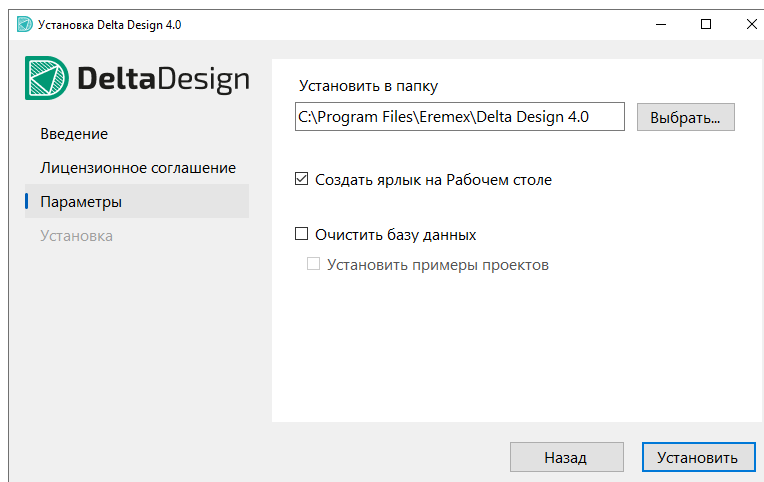 Установка Delta Design 4.0
DeltaDesign
Введение
Лицензионное соглашение
Параметры
Установка
Установить в папку
C:\Program Files\Eremex\Delta Design 4.0
Выбрать...
Создать ярлык на Рабочем столе
Очистить базу данных
Установить примеры проектов
Назад
Установить